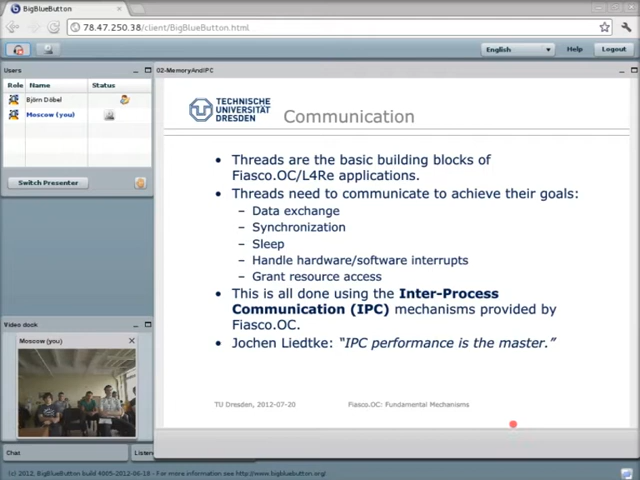 BigBlueButton
78.47.250.38/client/BigBlueButton.html
English
Help
Logout
Users
Role Name Status
Björn Döbel
Moscow (you)
Switch Presenter
Video dock
Moscow (you)
Chat
Listen
02-MemoryAndIPC
TECHNISCHE
UNIVERSITÄT
DRESDEN
Communication
• Threads are the basic building blocks of
Fiasco.OC/L4Re applications.
• Threads need to communicate to achieve their goals:
– Data exchange
– Synchronization
– Sleep
– Handle hardware/software interrupts
– Grant resource access
• This is all done using the Inter-Process
Communication (IPC) mechanisms provided by
Fiasco.OC.
• Jochen Liedtke: “IPC performance is the master.”
TU Dresden, 2012-07-20
Fiasco.OC: Fundamental Mechanisms
(c) 2012, BigBlueButton build 4005-2012-06-19 - For more information see http://www.bigbluebutton.org/